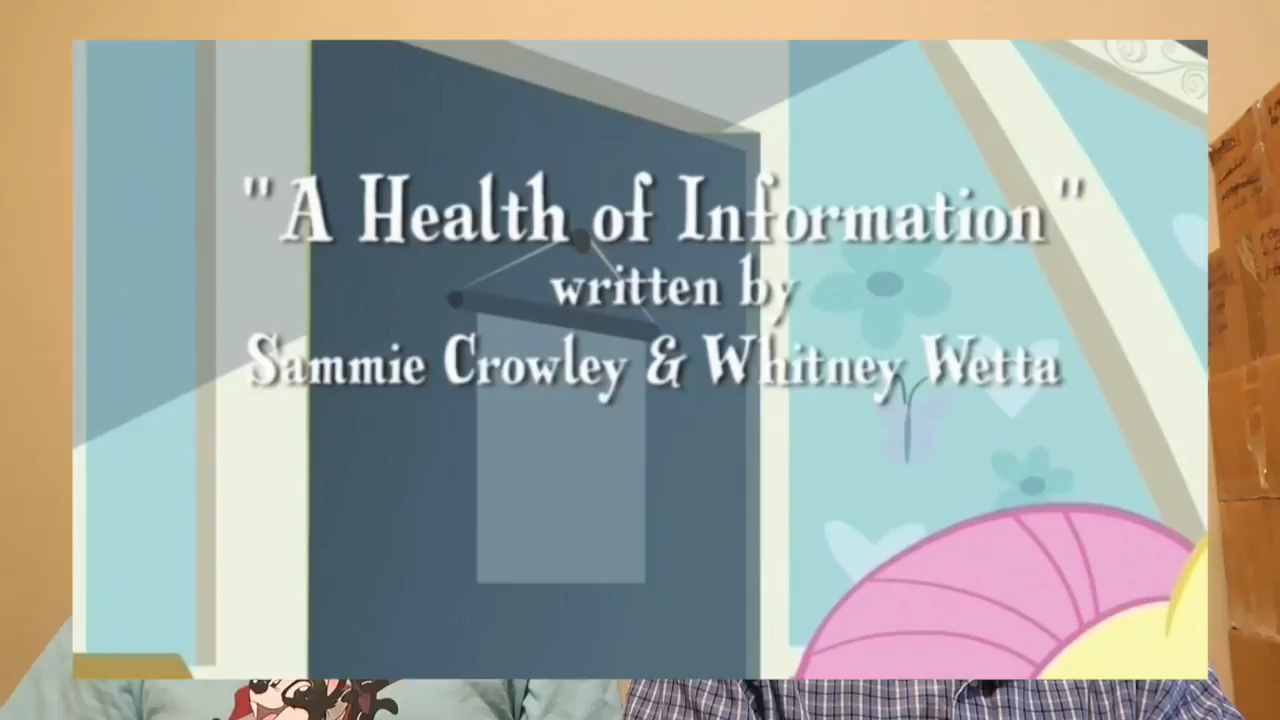 "A Health of Information"
written by
Sammie Crowley & Whitney Wetta